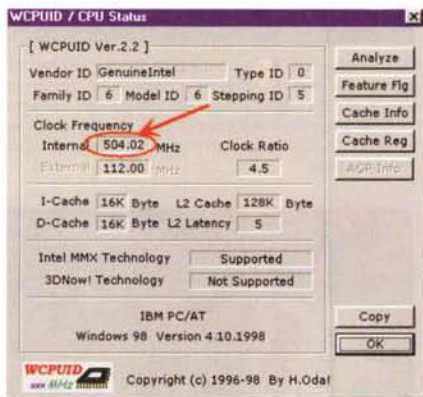 WCPUID / CPU Status
[ WCPUID Ver.2.2 ]
Vendor ID GenuineIntel Type ID 0
Family ID 6 Model ID 6 Stepping ID 5
Clock Frequency
Internal 504.02 MHz Clock Ratio
External 112.00 MHz 4.5
I-Cache 16K Byte L2 Cache 128K Byte
D-Cache 16K Byte L2 Latency 5
Intel MMX Technology Supported
3DNow! Technology Not Supported
IBM PC/AT
Windows 98 Version 4.10.1998
WCPUID
MHz
Copyright (c) 1996-98 By H.Oda!
Analyze
Feature Flg
Cache Info
Cache Reg
AGP Info
Copy
OK